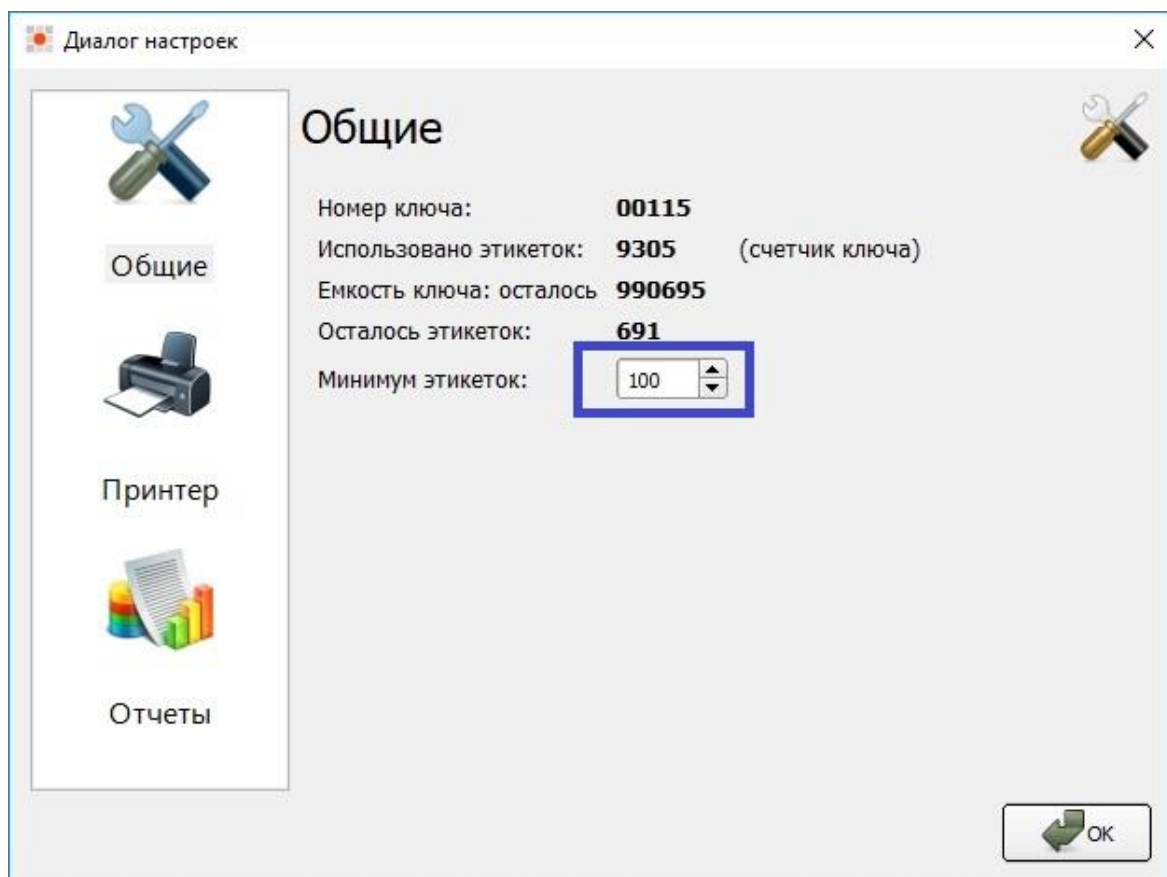 Диалог настроек
Общие
Номер ключа: 00115
Использовано этикеток: 9305 (счетчик ключа)
Емкость ключа: осталось 990695
Осталось этикеток: 691
Минимум этикеток: 100
Общие
Принтер
Отчеты
ОК